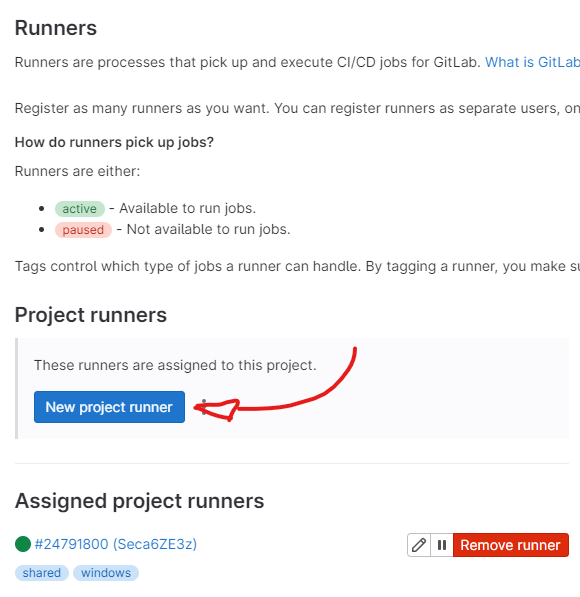 Runners
Runners are processes that pick up and execute CI/CD jobs for GitLab. What is GitLab
Register as many runners as you want. You can register runners as separate users, on
How do runners pick up jobs?
Runners are either:
active - Available to run jobs.
paused - Not available to run jobs.
Tags control which type of jobs a runner can handle. By tagging a runner, you make su
Project runners
These runners are assigned to this project.
New project runner
Assigned project runners
#24791800 (Seca6ZE3z)
Remove runner
shared windows